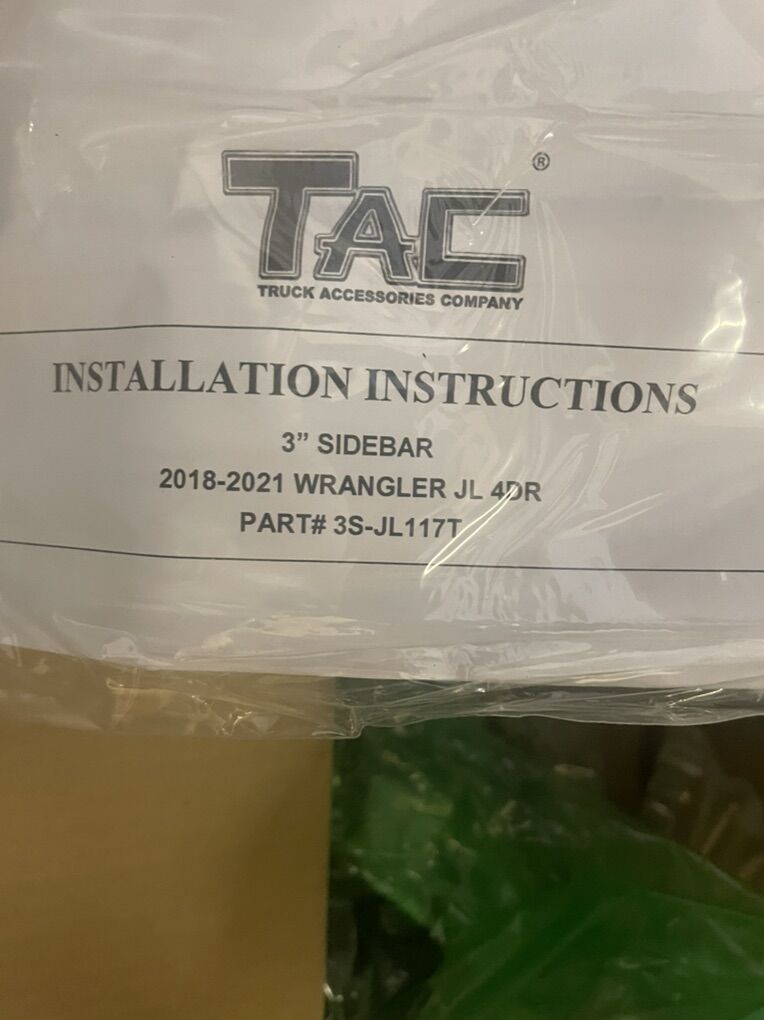 TAC®
TRUCK ACCESSORIES COMPANY
INSTALLATION INSTRUCTIONS
3” SIDEBAR
2018-2021 WRANGLER JL 4DR
PART# 3S-JL117T